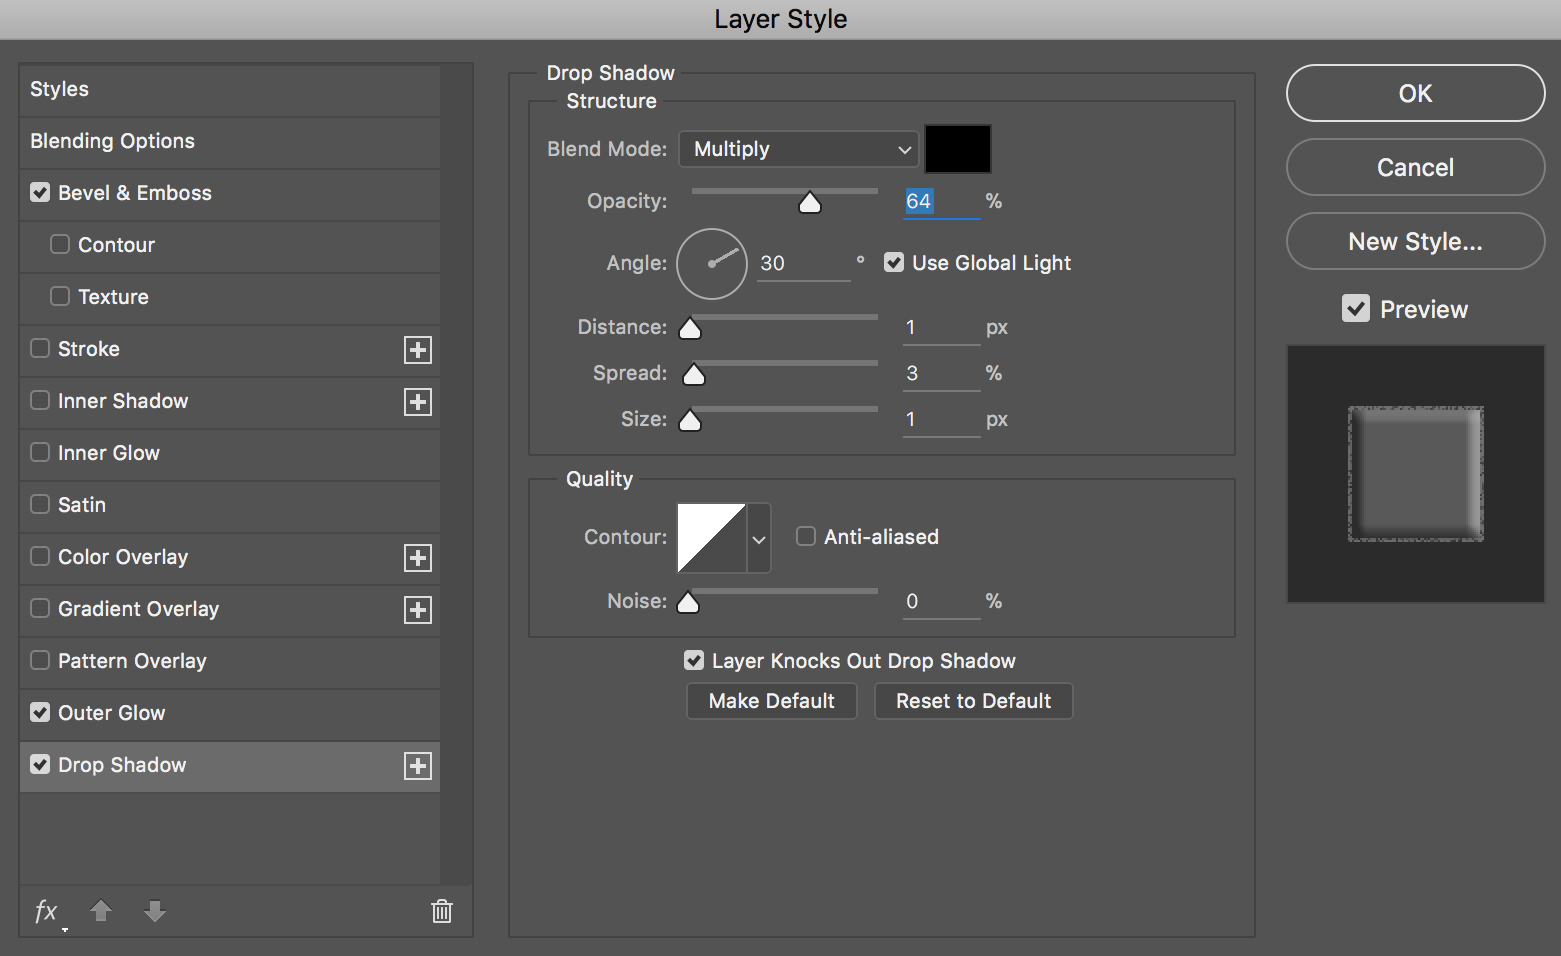 Layer Style
Styles
Blending Options
Bevel & Emboss
Contour
Texture
Stroke
Inner Shadow
Inner Glow
Satin
Color Overlay
Gradient Overlay
Pattern Overlay
Outer Glow
Drop Shadow
fx
Drop Shadow
Structure
Blend Mode: Multiply
Opacity: 64 %
Angle: 30 ° Use Global Light
Distance: 1 px
Spread: 3 %
Size: 1 px
Quality
Contour: Anti-aliased
Noise: 0 %
Layer Knocks Out Drop Shadow
Make Default Reset to Default
OK
Cancel
New Style...
Preview